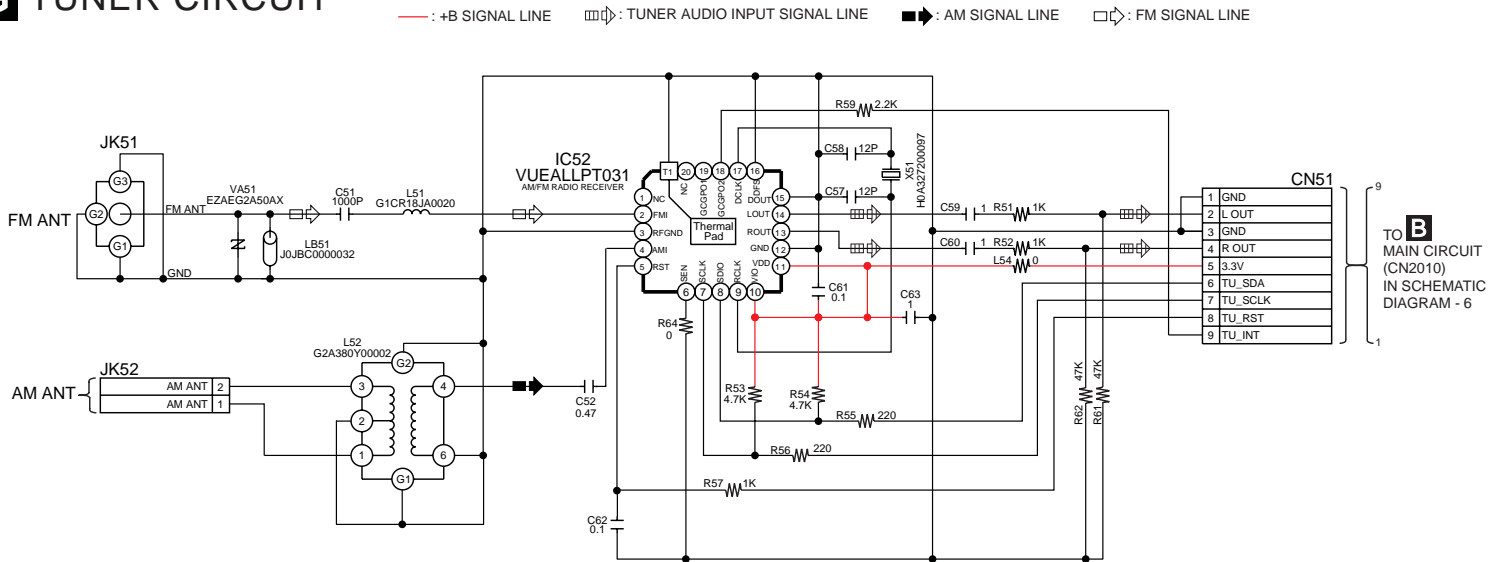 TUNER CIRCUIT
: +B SIGNAL LINE
: TUNER AUDIO INPUT SIGNAL LINE
: AM SIGNAL LINE
: FM SIGNAL LINE
JK51
G3
G2
G1
FM ANT
FM ANT
GND
VA51
EZAEG2A50AX
LB51
J0JBC0000032
C51
1000P
L51
G1CR18JA0020
IC52
VUEALLPT031
AM/FM RADIO RECEIVER
T1
20
19
18
17
16
NC
GCGPO1
GCGPO2
DCLK
DDFS
1 NC
2 FMI
3 RFGND
4 AMI
5 RST
Thermal
Pad
DOUT 15
LOUT 14
ROUT 13
GND 12
VDD 11
SEN
SCLK
SDIO
RCLK
VIO
6
7
8
9
10
R59 2.2K
C58 12P
C57 12P
X51
H0A327200097
C59 1 R51 1K
C60 1 R52 1K
L54 0
C61
0.1
C63
1
R64
0
R53
4.7K
R54
4.7K
R55 220
R56 220
R57 1K
C62
0.1
R62 47K
R61 47K
CN51
1 GND
2 L OUT
3 GND
4 R OUT
5 3.3V
6 TU_SDA
7 TU_SCLK
8 TU_RST
9 TU_INT
9
1
TO B
MAIN CIRCUIT
(CN2010)
IN SCHEMATIC
DIAGRAM - 6
AM ANT
JK52
AM ANT 2
AM ANT 1
L52
G2A380Y00002
G2
3
4
2
1
6
G1
C52
0.47